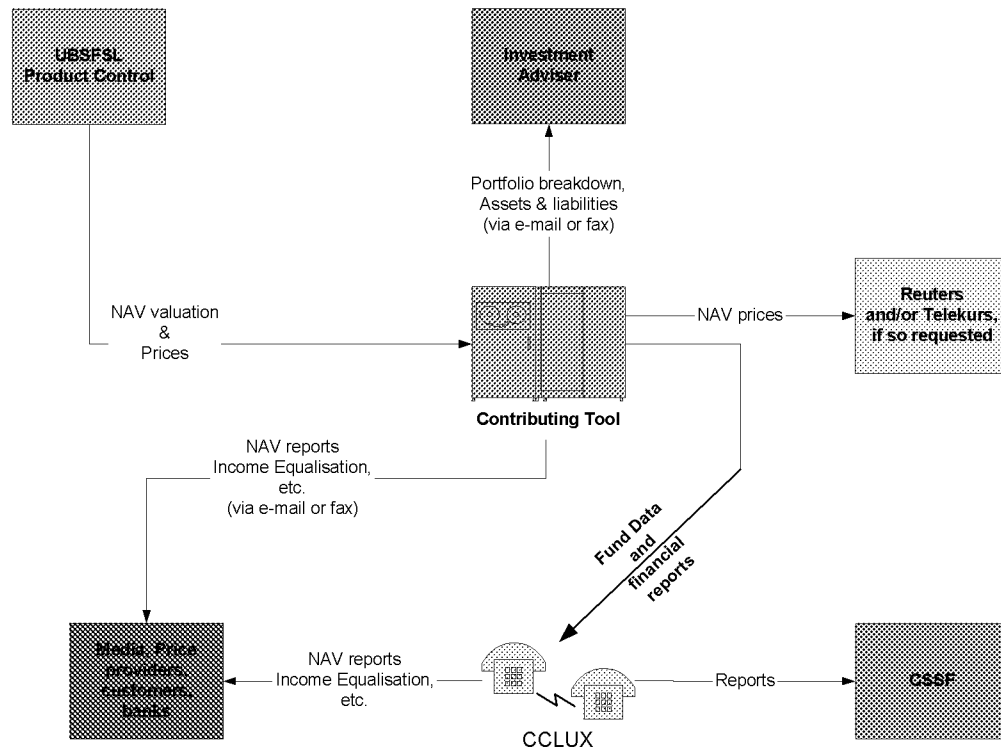 UBSFSL
Product Control
Investment
Adviser
Portfolio breakdown,
Assets & liabilities
(via e-mail or fax)
NAV valuation
&
Prices
NAV prices
Reuters
and/or Telekurs,
if so requested
Contributing Tool
NAV reports
Income Equalisation,
etc.
(via e-mail or fax)
Fund Data
and
financial
reports
Media, Price
providers,
customers,
banks
NAV reports
Income Equalisation,
etc.
Reports
CSSF
CCLUX